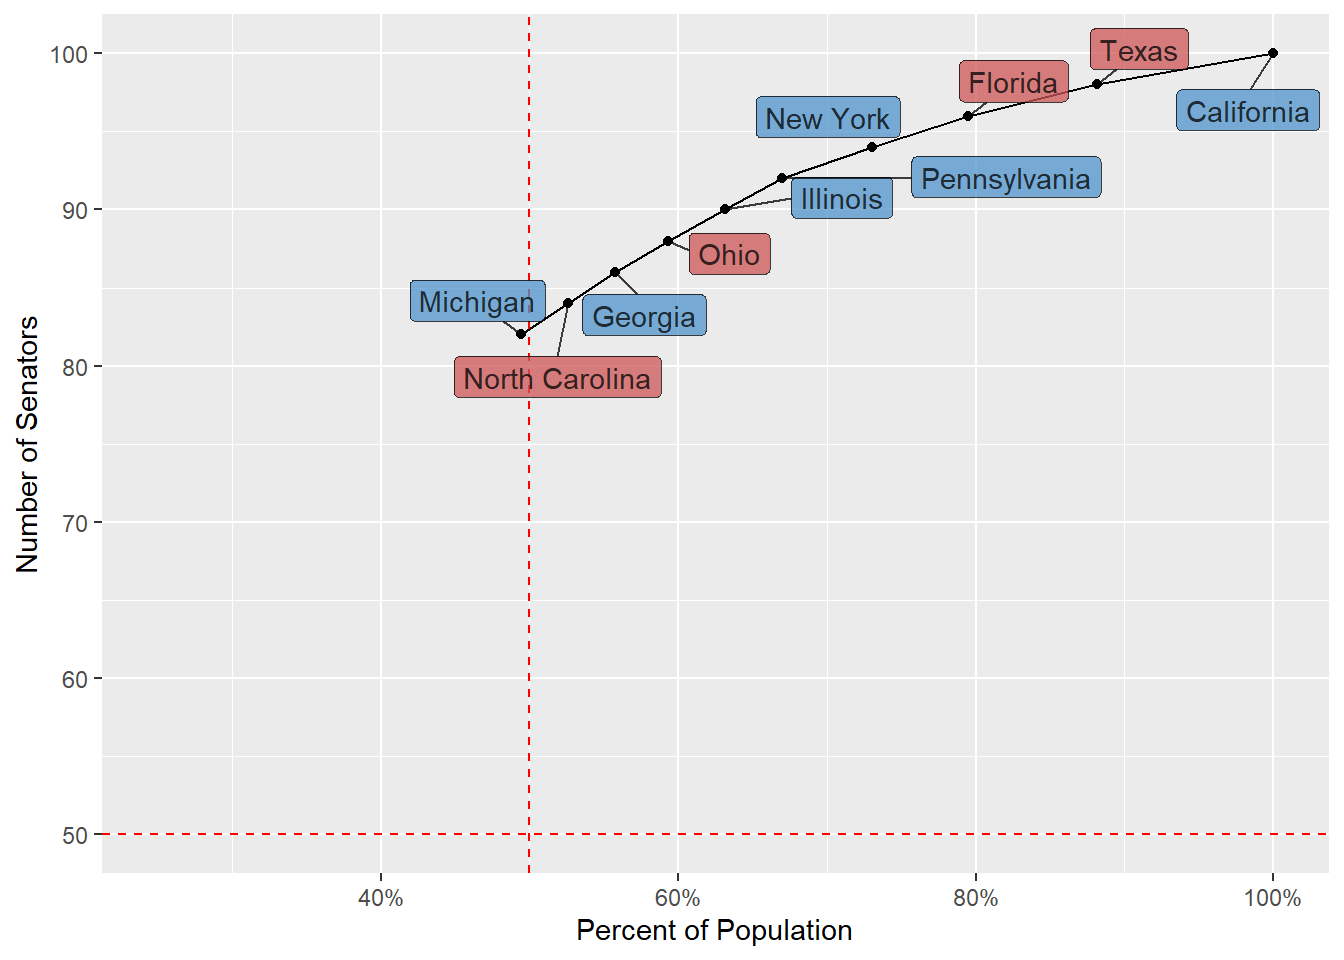 100
90
80
70
60
50
Number of Senators
Texas
Florida
California
New York
Pennsylvania
Illinois
Ohio
Michigan
Georgia
North Carolina
40%
60%
80%
100%
Percent of Population